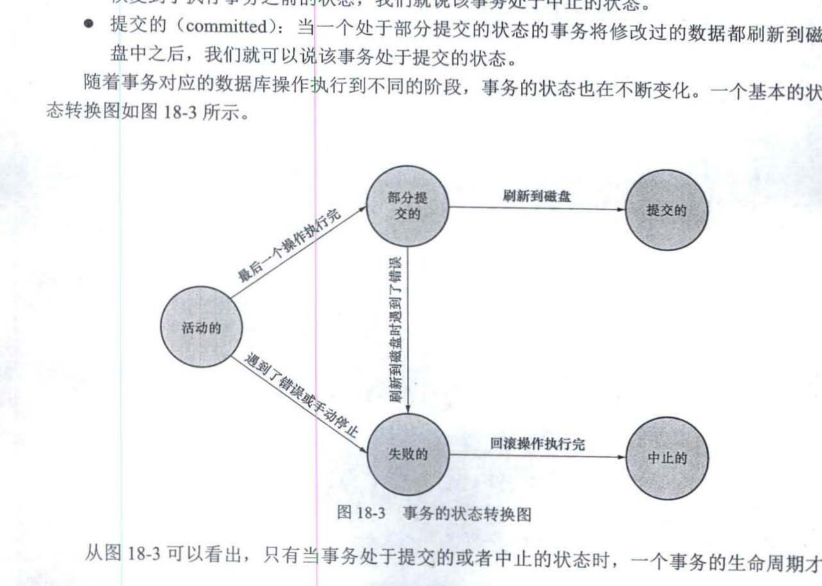 恢复到了执行事务之前的状态，我们就说该事务处于中止的状态。
● 提交的（committed）：当一个处于部分提交的状态的事务将修改过的数据都刷新到磁
盘中之后，我们就可以说该事务处于提交的状态。
随着事务对应的数据库操作执行到不同的阶段，事务的状态也在不断变化。一个基本的状
态转换图如图 18-3 所示。
部分提
交的
刷新到磁盘
提交的
最后一个操作执行完
刷新到磁盘时遇到了错误
活动的
遇到了错误或手动停止
失败的
回滚操作执行完
中止的
图 18-3 事务的状态转换图
从图 18-3 可以看出，只有当事务处于提交的或者中止的状态时，一个事务的生命周期才